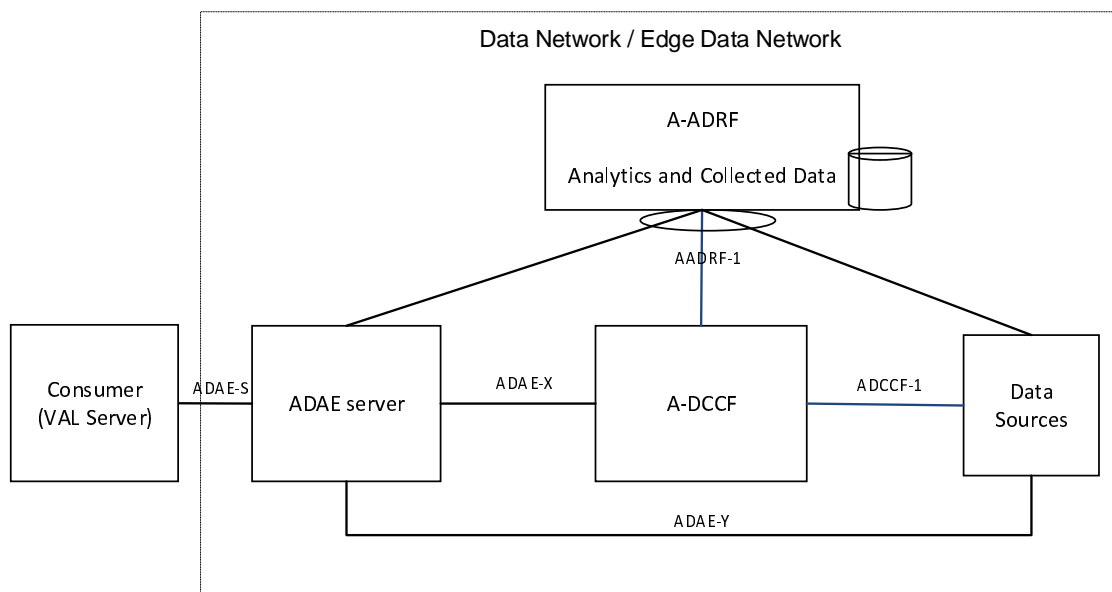 Data Network / Edge Data Network
A-ADRF
Analytics and Collected Data
AADRF-1
Consumer
(VAL Server)
ADAE-S
ADAE server
ADAE-X
A-DCCF
ADCCF-1
Data
Sources
ADAE-Y